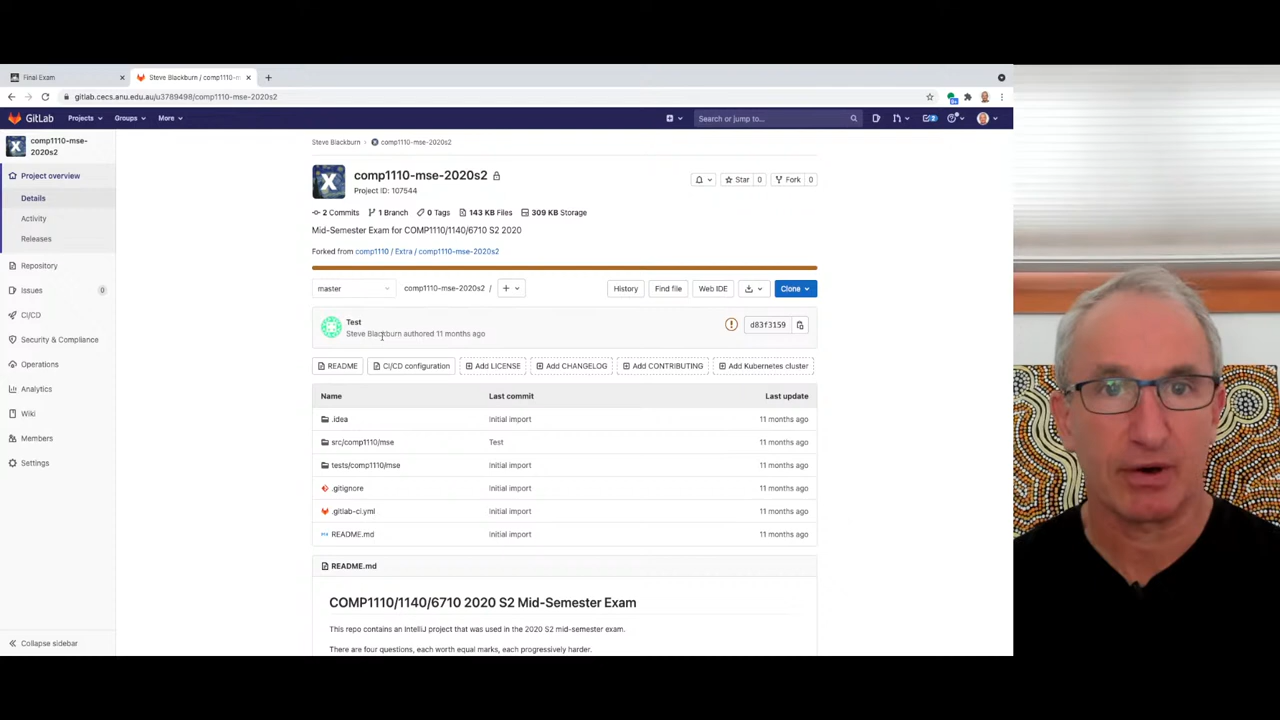 Final Exam
Steve Blackburn / comp1110-m
gitlab.cecs.anu.edu.au/u3789498/comp1110-mse-2020s2
GitLab
Projects
Groups
More
Search or jump to...
comp1110-mse-
2020s2
Project overview
Details
Activity
Releases
Repository
Issues
0
CI/CD
Security & Compliance
Operations
Analytics
Wiki
Members
Settings
Collapse sidebar
Steve Blackburn
comp1110-mse-2020s2
X
comp1110-mse-2020s2
Project ID: 107544
Star 0
Fork 0
2 Commits
1 Branch
0 Tags
143 KB Files
309 KB Storage
Mid-Semester Exam for COMP1110/1140/6710 S2 2020
Forked from comp1110 / Extra / comp1110-mse-2020s2
master
comp1110-mse-2020s2 /
+
History
Find file
Web IDE
Clone
Test
Steve Blackburn authored 11 months ago
d83f3159
README
CI/CD configuration
Add LICENSE
Add CHANGELOG
Add CONTRIBUTING
Add Kubernetes cluster
Name Last commit Last update
.idea Initial import 11 months ago
src/comp1110/mse Test 11 months ago
tests/comp1110/mse Initial import 11 months ago
.gitignore Initial import 11 months ago
.gitlab-ci.yml Initial import 11 months ago
README.md Initial import 11 months ago
README.md
COMP1110/1140/6710 2020 S2 Mid-Semester Exam
This repo contains an IntelliJ project that was used in the 2020 S2 mid-semester exam.
There are four questions, each worth equal marks, each progressively harder.